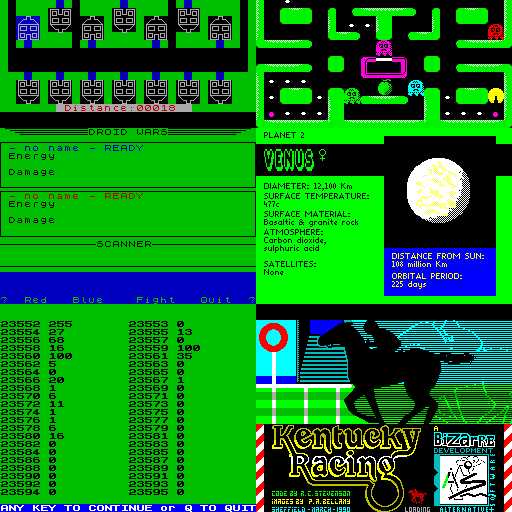 Distance:00018
DROID WARS
- no name - READY
Energy
Damage
- no name - READY
Energy
Damage
SCANNER
? Red Blue Fight Quit ?
PLANET 2
VENUS ♀
DIAMETER: 12,100 Km
SURFACE TEMPERATURE:
477c
SURFACE MATERIAL:
Basaltic & granite rock
ATMOSPHERE:
Carbon dioxide,
sulphuric acid
SATELLITES:
None
DISTANCE FROM SUN:
108 million Km
ORBITAL PERIOD:
225 days
23552 255 23553 0
23554 27 23555 13
23556 68 23557 0
23558 16 23559 100
23560 100 23561 35
23562 5 23563 0
23564 0 23565 0
23566 20 23567 1
23568 1 23569 0
23570 6 23571 0
23572 11 23573 0
23574 1 23575 0
23576 1 23577 0
23578 6 23579 0
23580 16 23581 0
23582 0 23583 0
23584 0 23585 0
23586 0 23587 0
23588 0 23589 0
23590 0 23591 0
23592 0 23593 0
23594 0 23595 0
ANY KEY TO CONTINUE or Q TO QUIT
Kentucky
Racing
CODE BY R.C STEVENSON
IMAGES BY P.A BELLAMY
SHEFFIELD - MARCH - 1990
LOADING
A
BIZARRE
DEVELOPMENT
ALTERNATIVE
SOFTWARE